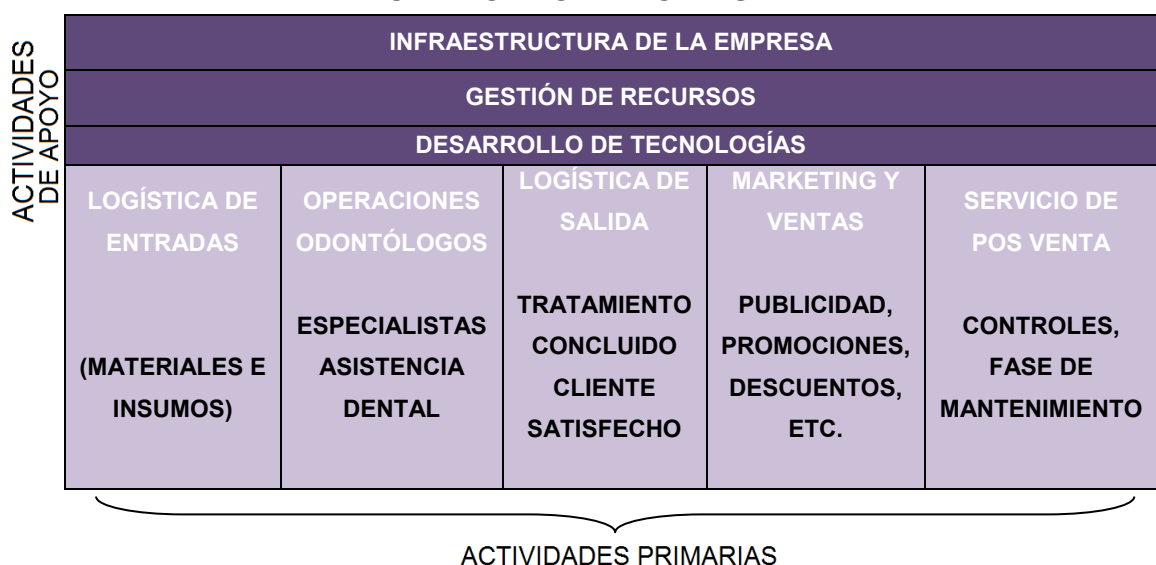 ACTIVIDADES
DE APOYO
INFRAESTRUCTURA DE LA EMPRESA
GESTIÓN DE RECURSOS
DESARROLLO DE TECNOLOGÍAS
LOGÍSTICA DE
ENTRADAS
(MATERIALES E
INSUMOS)
OPERACIONES
ODONTÓLOGOS
ESPECIALISTAS
ASISTENCIA
DENTAL
LOGÍSTICA DE
SALIDA
TRATAMIENTO
CONCLUIDO
CLIENTE
SATISFECHO
MARKETING Y
VENTAS
PUBLICIDAD,
PROMOCIONES,
DESCUENTOS,
ETC.
SERVICIO DE
POS VENTA
CONTROLES,
FASE DE
MANTENIMIENTO
ACTIVIDADES PRIMARIAS